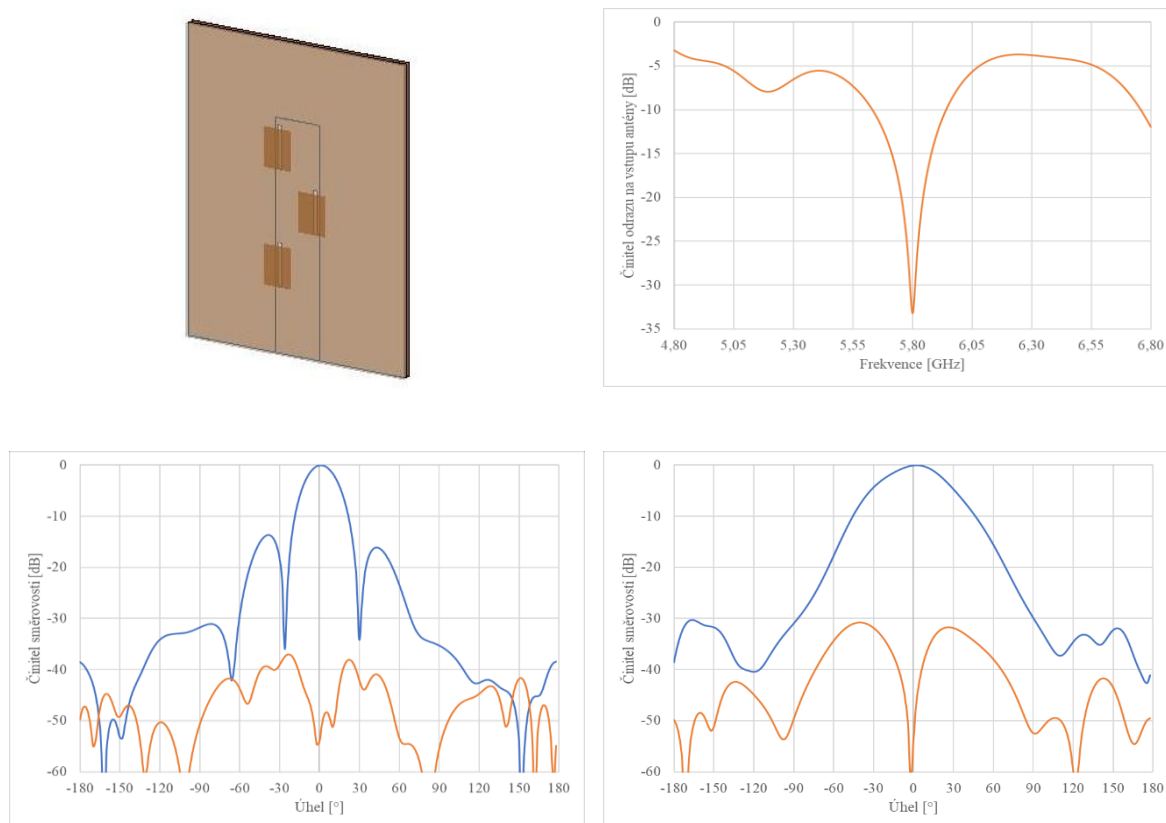 0
-5
-10
-15
-20
-25
-30
-35
Činitel odrazu na vstupu antény [dB]
4,80 5,05 5,30 5,55 5,80 6,05 6,30 6,55 6,80
Frekvence [GHz]
0
-10
-20
-30
-40
-50
-60
Činitel směrovosti [dB]
-180 -150 -120 -90 -60 -30 0 30 60 90 120 150 180
Úhel [°]
0
-10
-20
-30
-40
-50
-60
Činitel směrovosti [dB]
-180 -150 -120 -90 -60 -30 0 30 60 90 120 150 180
Úhel [°]